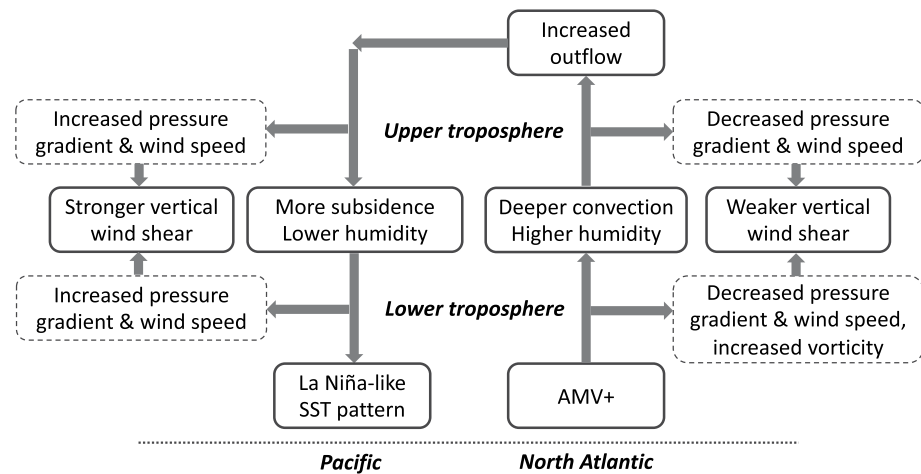 Increased
outflow
Increased pressure
gradient & wind speed
Upper troposphere
Decreased pressure
gradient & wind speed
Stronger vertical
wind shear
More subsidence
Lower humidity
Deeper convection
Higher humidity
Weaker vertical
wind shear
Increased pressure
gradient & wind speed
Lower troposphere
Decreased pressure
gradient & wind speed,
increased vorticity
La Niña-like
SST pattern
AMV+
Pacific
North Atlantic